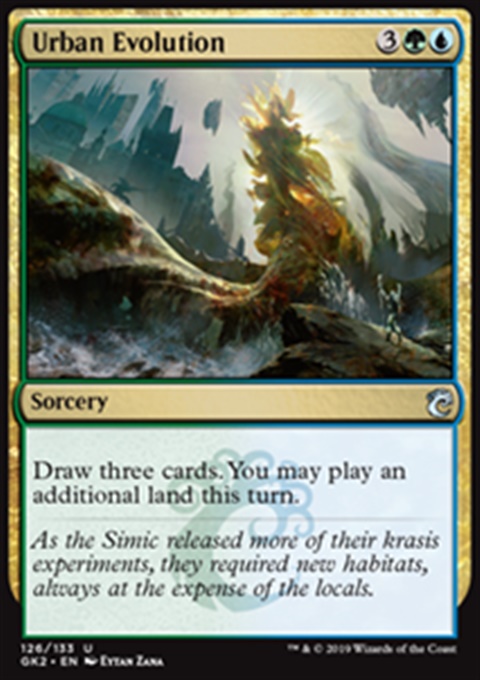 Urban Evolution 3
Sorcery
Draw three cards. You may play an
additional land this turn.
As the Simic released more of their krasis
experiments, they required new habitats,
always at the expense of the locals.
126/133 U
GK2 • EN Eytan Zana
™ & © 2019 Wizards of the Coast